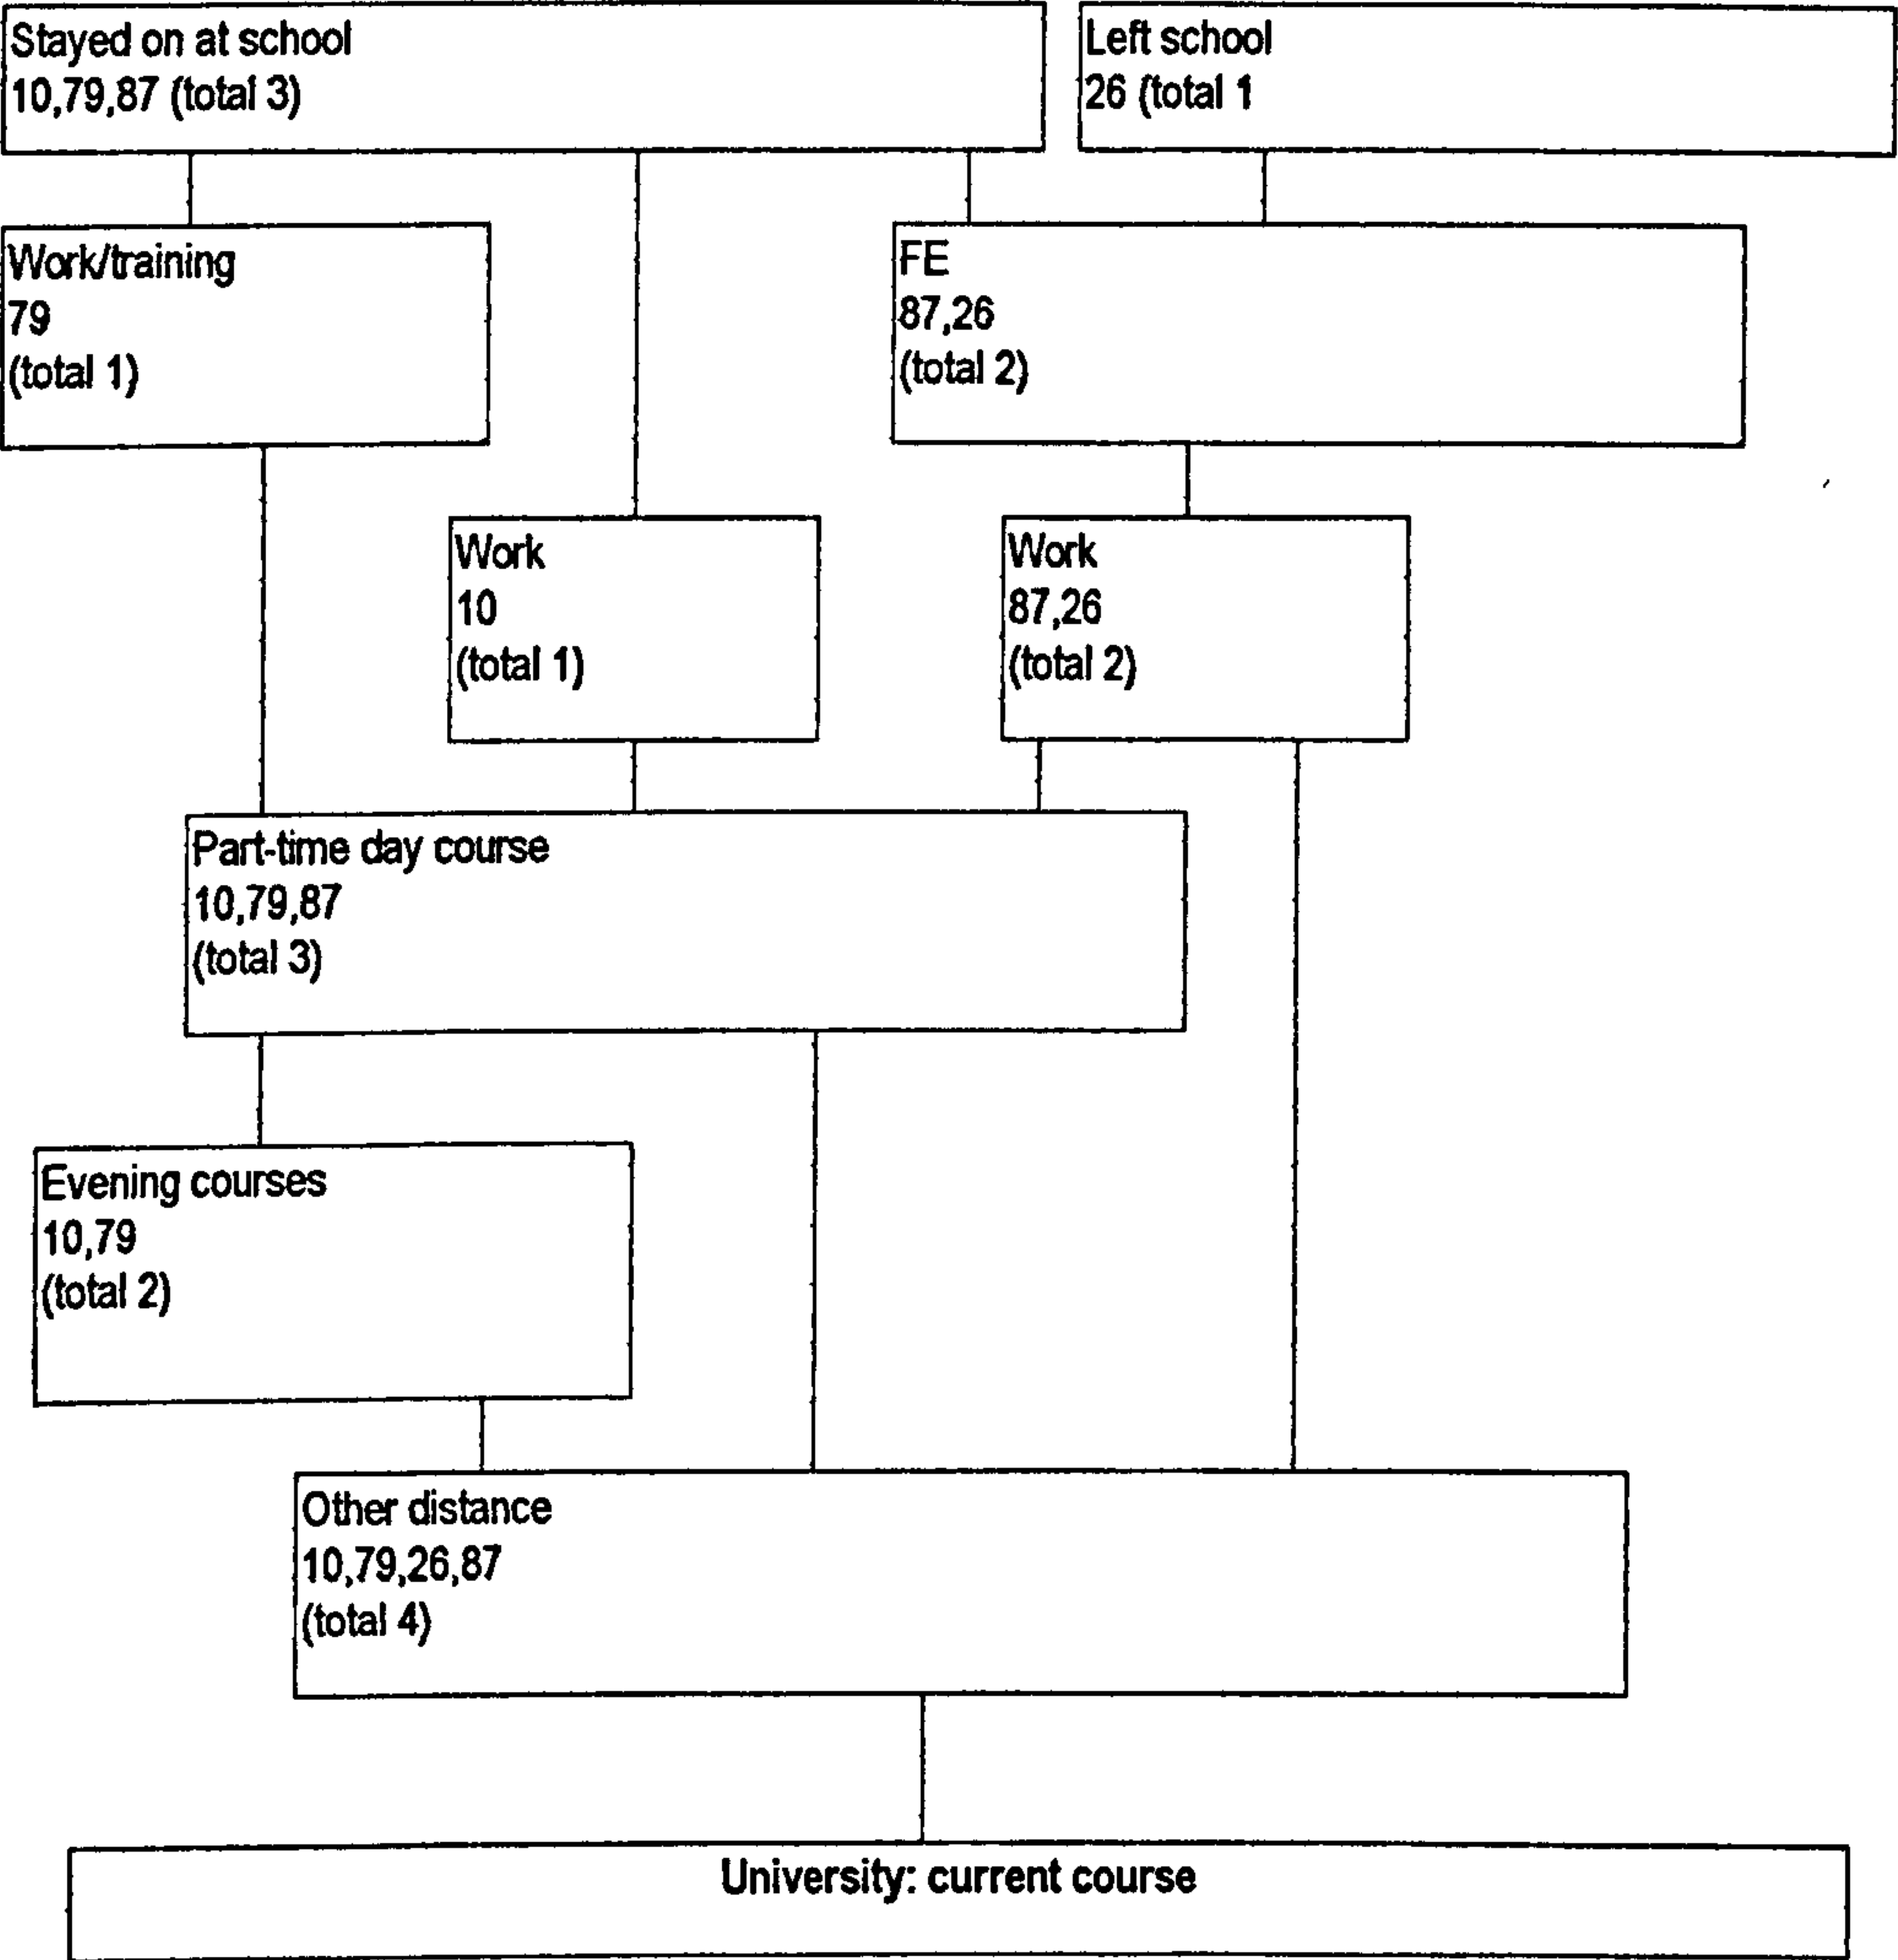 Stayed on at school
10,79,87 (total 3)
Left school
26 (total 1
Work/training
79
(total 1)
FE
87,26
(total 2)
Work
10
(total 1)
Work
87,26
(total 2)
Part-time day course
10,79,87
(total 3)
Evening courses
10,79
(total 2)
Other distance
10,79,26,87
(total 4)
University: current course